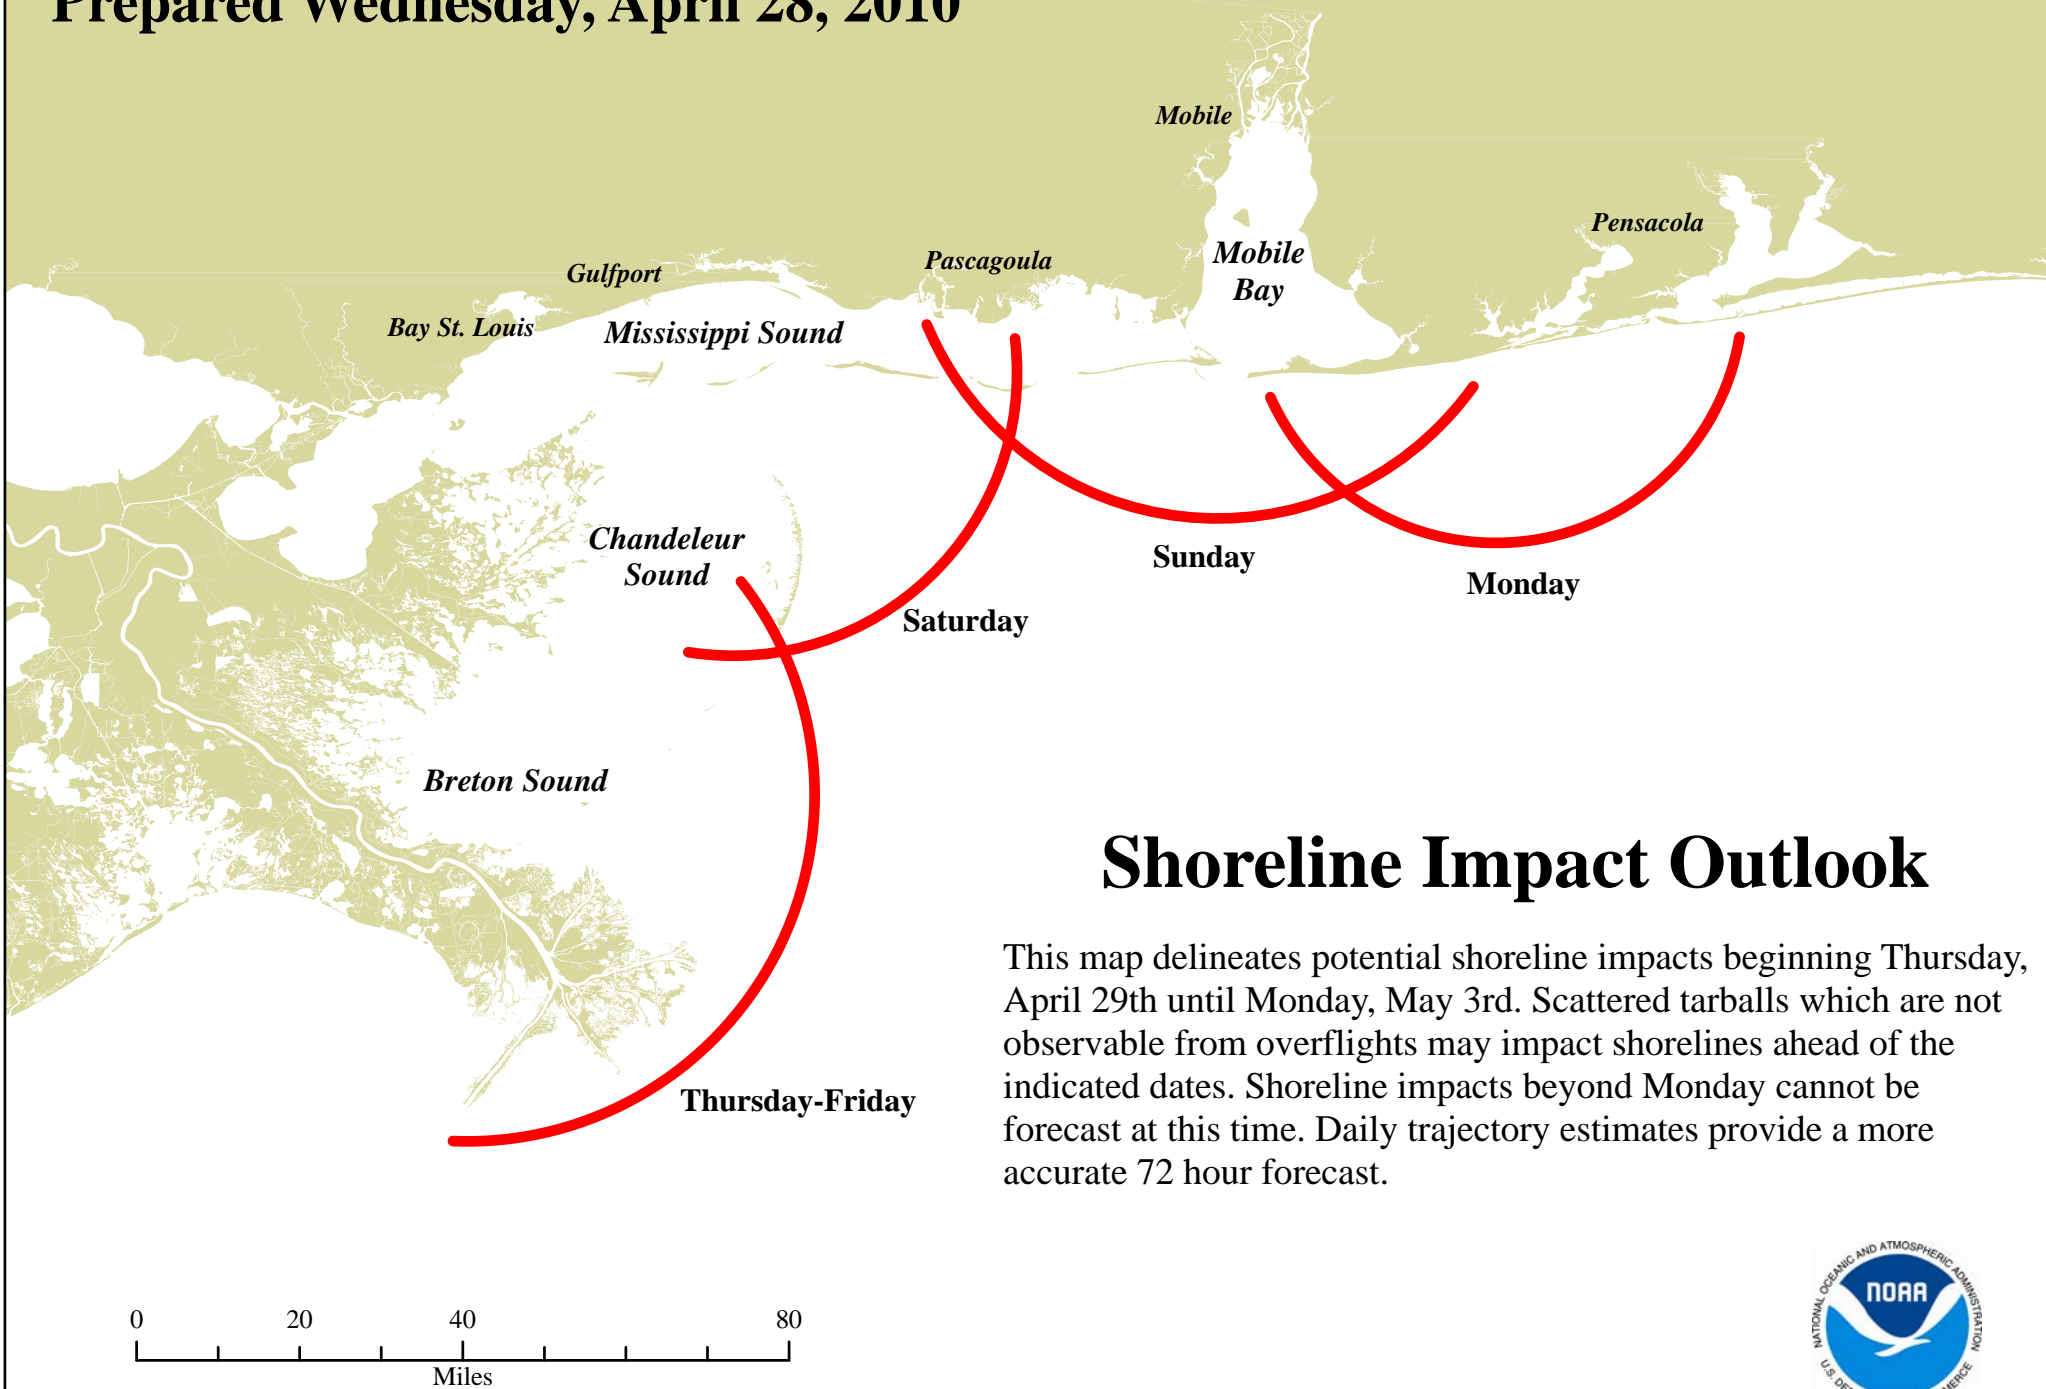 Prepared Wednesday, April 28, 2010
Mobile
Pensacola
Mobile
Bay
Pascagoula
Gulfport
Bay St. Louis
Mississippi Sound
Chandeleur
Sound
Sunday
Monday
Saturday
Breton Sound
Thursday-Friday
Shoreline Impact Outlook
This map delineates potential shoreline impacts beginning Thursday,
April 29th until Monday, May 3rd. Scattered tarballs which are not
observable from overflights may impact shorelines ahead of the
indicated dates. Shoreline impacts beyond Monday cannot be
forecast at this time. Daily trajectory estimates provide a more
accurate 72 hour forecast.
0 20 40 80
Miles
NATIONAL OCEANIC AND ATMOSPHERIC ADMINISTRATION
NOAA
U.S.